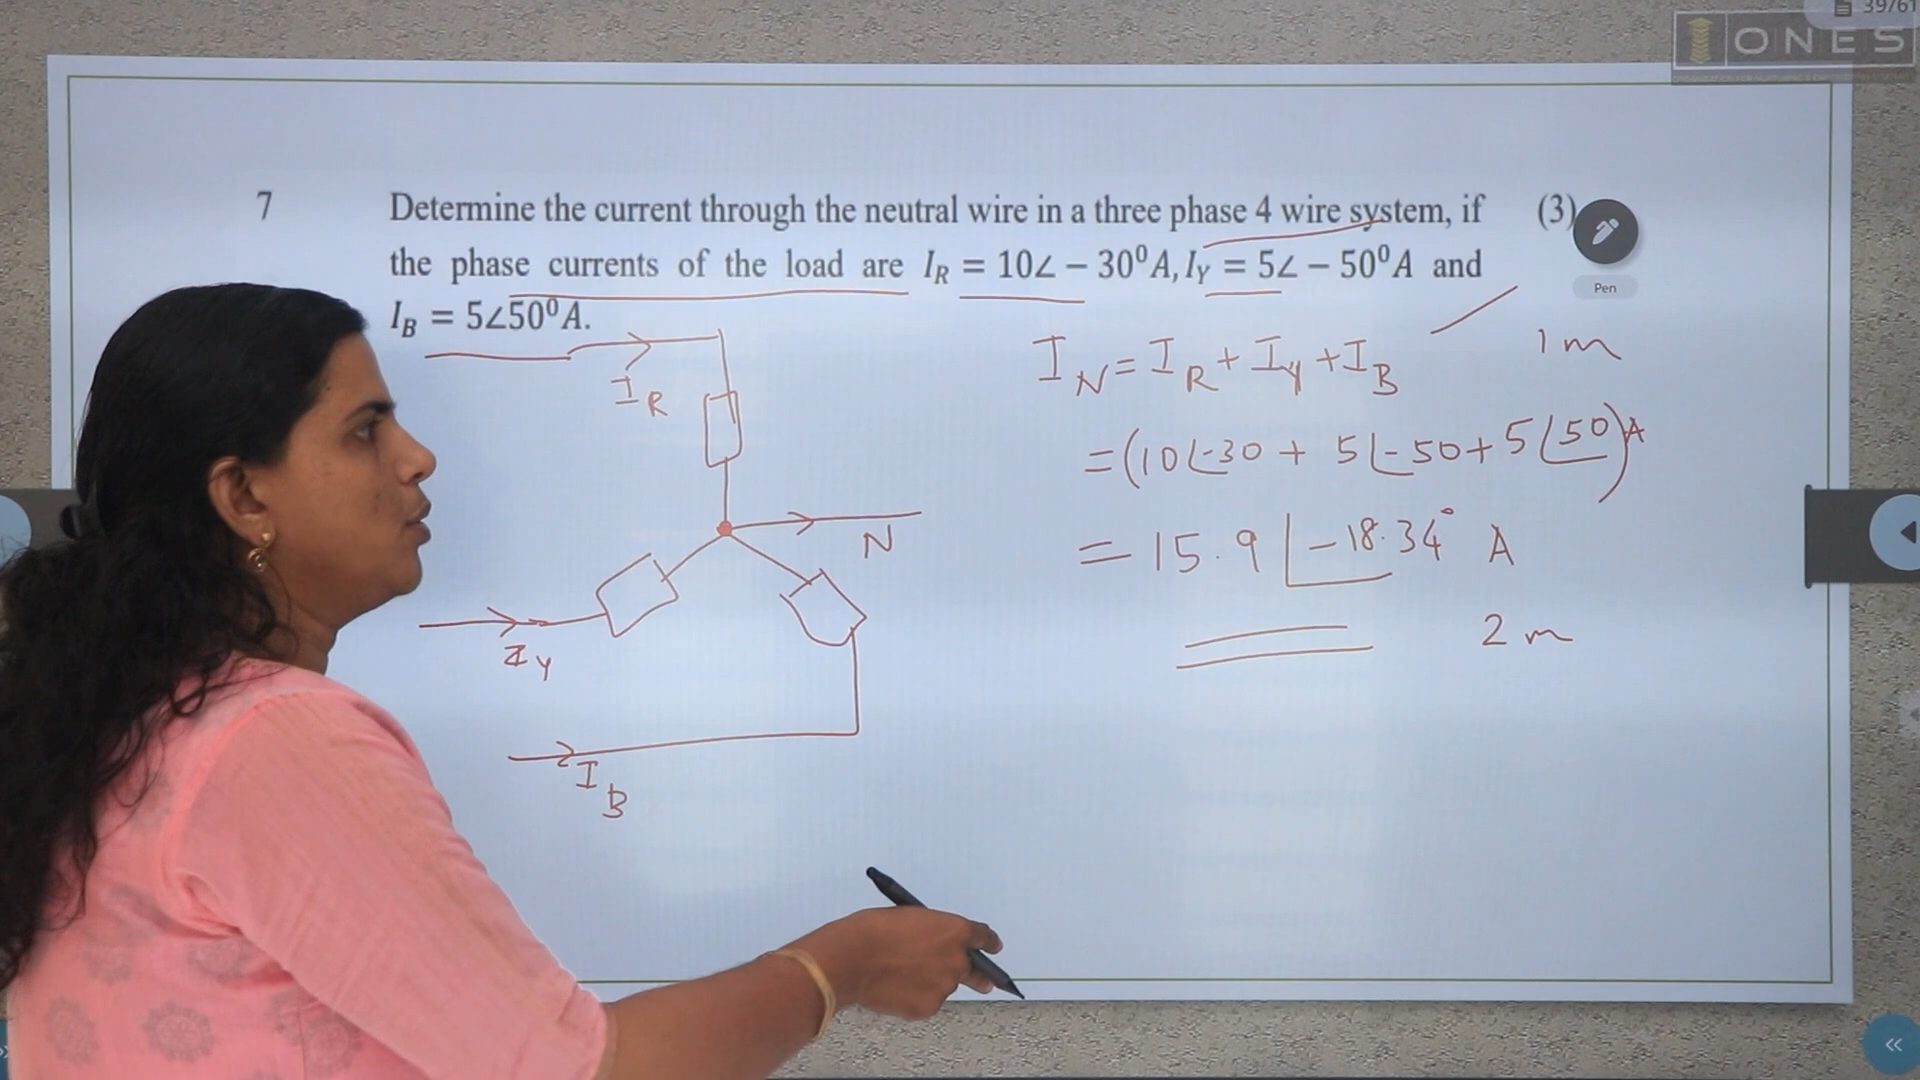 39/61
ONES
7 Determine the current through the neutral wire in a three phase 4 wire system, if (3)
the phase currents of the load are I_R = 10∠ − 30⁰A, I_Y = 5∠ − 50⁰A and
I_B = 5∠50⁰A.
Pen
I_R
N
I_Y
I_B
I_N = I_R + I_Y + I_B 1 m
= (10∠-30 + 5∠-50 + 5∠50) A
= 15.9 ∠-18.34° A
2 m